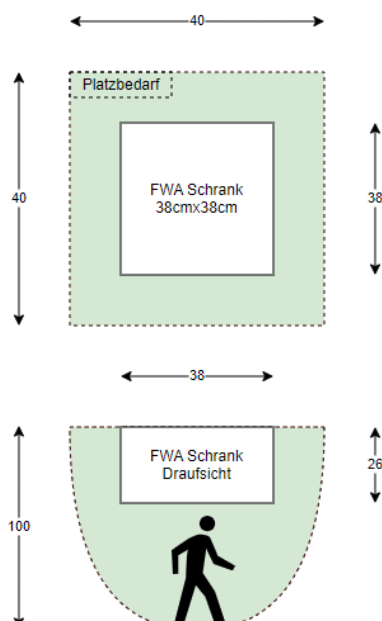 40
Platzbedarf
FWA Schrank
38cmx38cm
40
38
38
FWA Schrank
Draufsicht
26
100